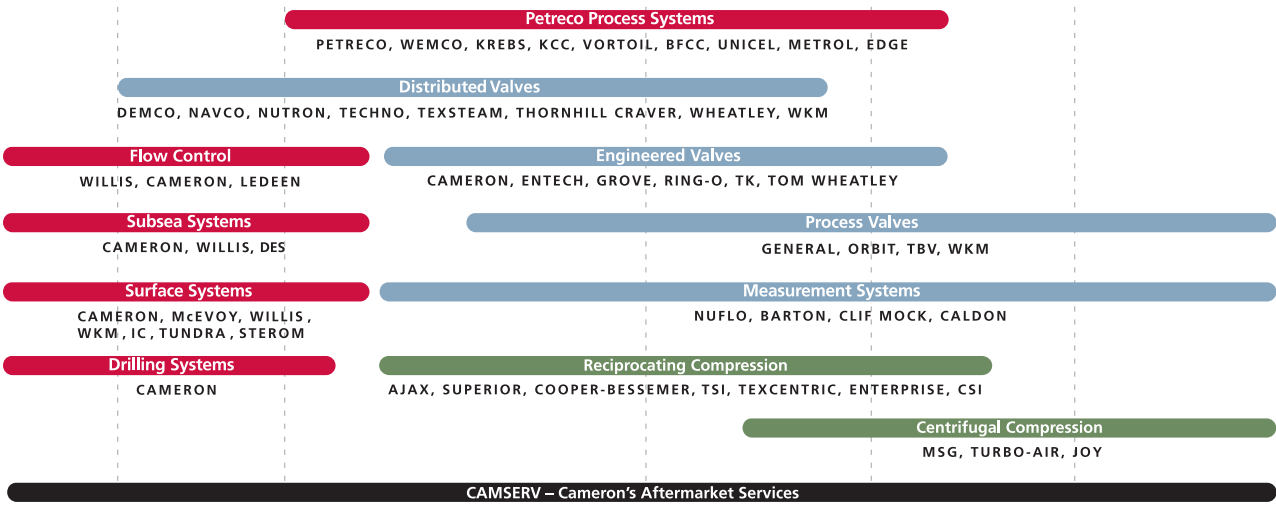 Petreco Process Systems
PETRECO, WEMCO, KREBS, KCC, VORTOIL, BFCC, UNICEL, METROL, EDGE
Distributed Valves
DEMCO, NAVCO, NUTRON, TECHNO, TEXSTEAM, THORNHILL CRAVER, WHEATLEY, WKM
Flow Control
WILLIS, CAMERON, LEDEEN
Engineered Valves
CAMERON, ENTECH, GROVE, RING-O, TK, TOM WHEATLEY
Subsea Systems
CAMERON, WILLIS, DES
Process Valves
GENERAL, ORBIT, TBV, WKM
Surface Systems
CAMERON, McEVOY, WILLIS,
WKM, IC, TUNDRA, STEROM
Measurement Systems
NUFLO, BARTON, CLIF MOCK, CALDON
Drilling Systems
CAMERON
Reciprocating Compression
AJAX, SUPERIOR, COOPER-BESSEMER, TSI, TEXCENTRIC, ENTERPRISE, CSI
Centrifugal Compression
MSG, TURBO-AIR, JOY
CAMSERV – Cameron's Aftermarket Services